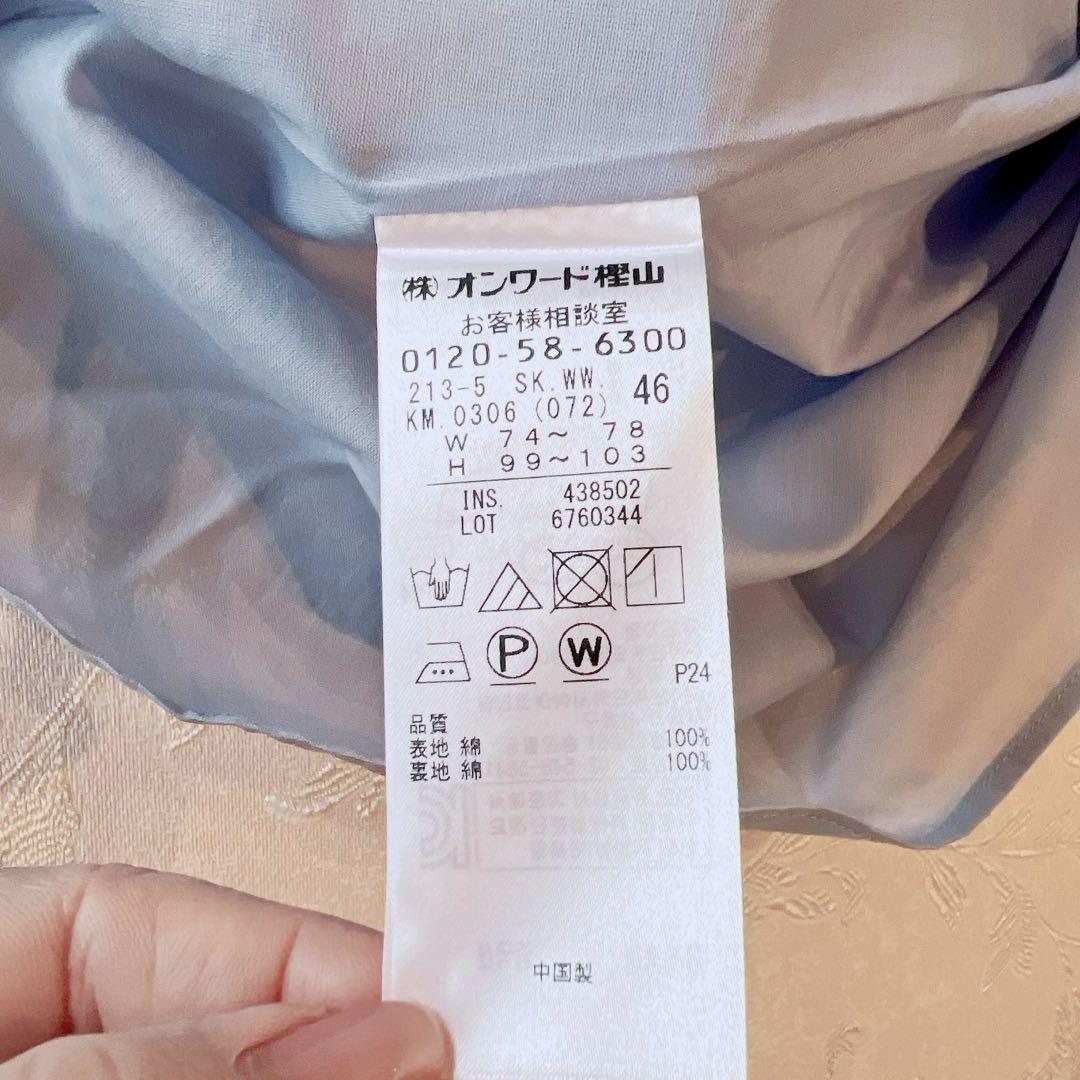 ㈱オンワード樫山
お客様相談室
0120-58-6300
213-5 SK.WW. 46
KM.0306 (072)
W 74～ 78
H 99～103
INS. 438502
LOT 6760344
P W
P24
品質
表地 綿 100%
裏地 綿 100%
中国製